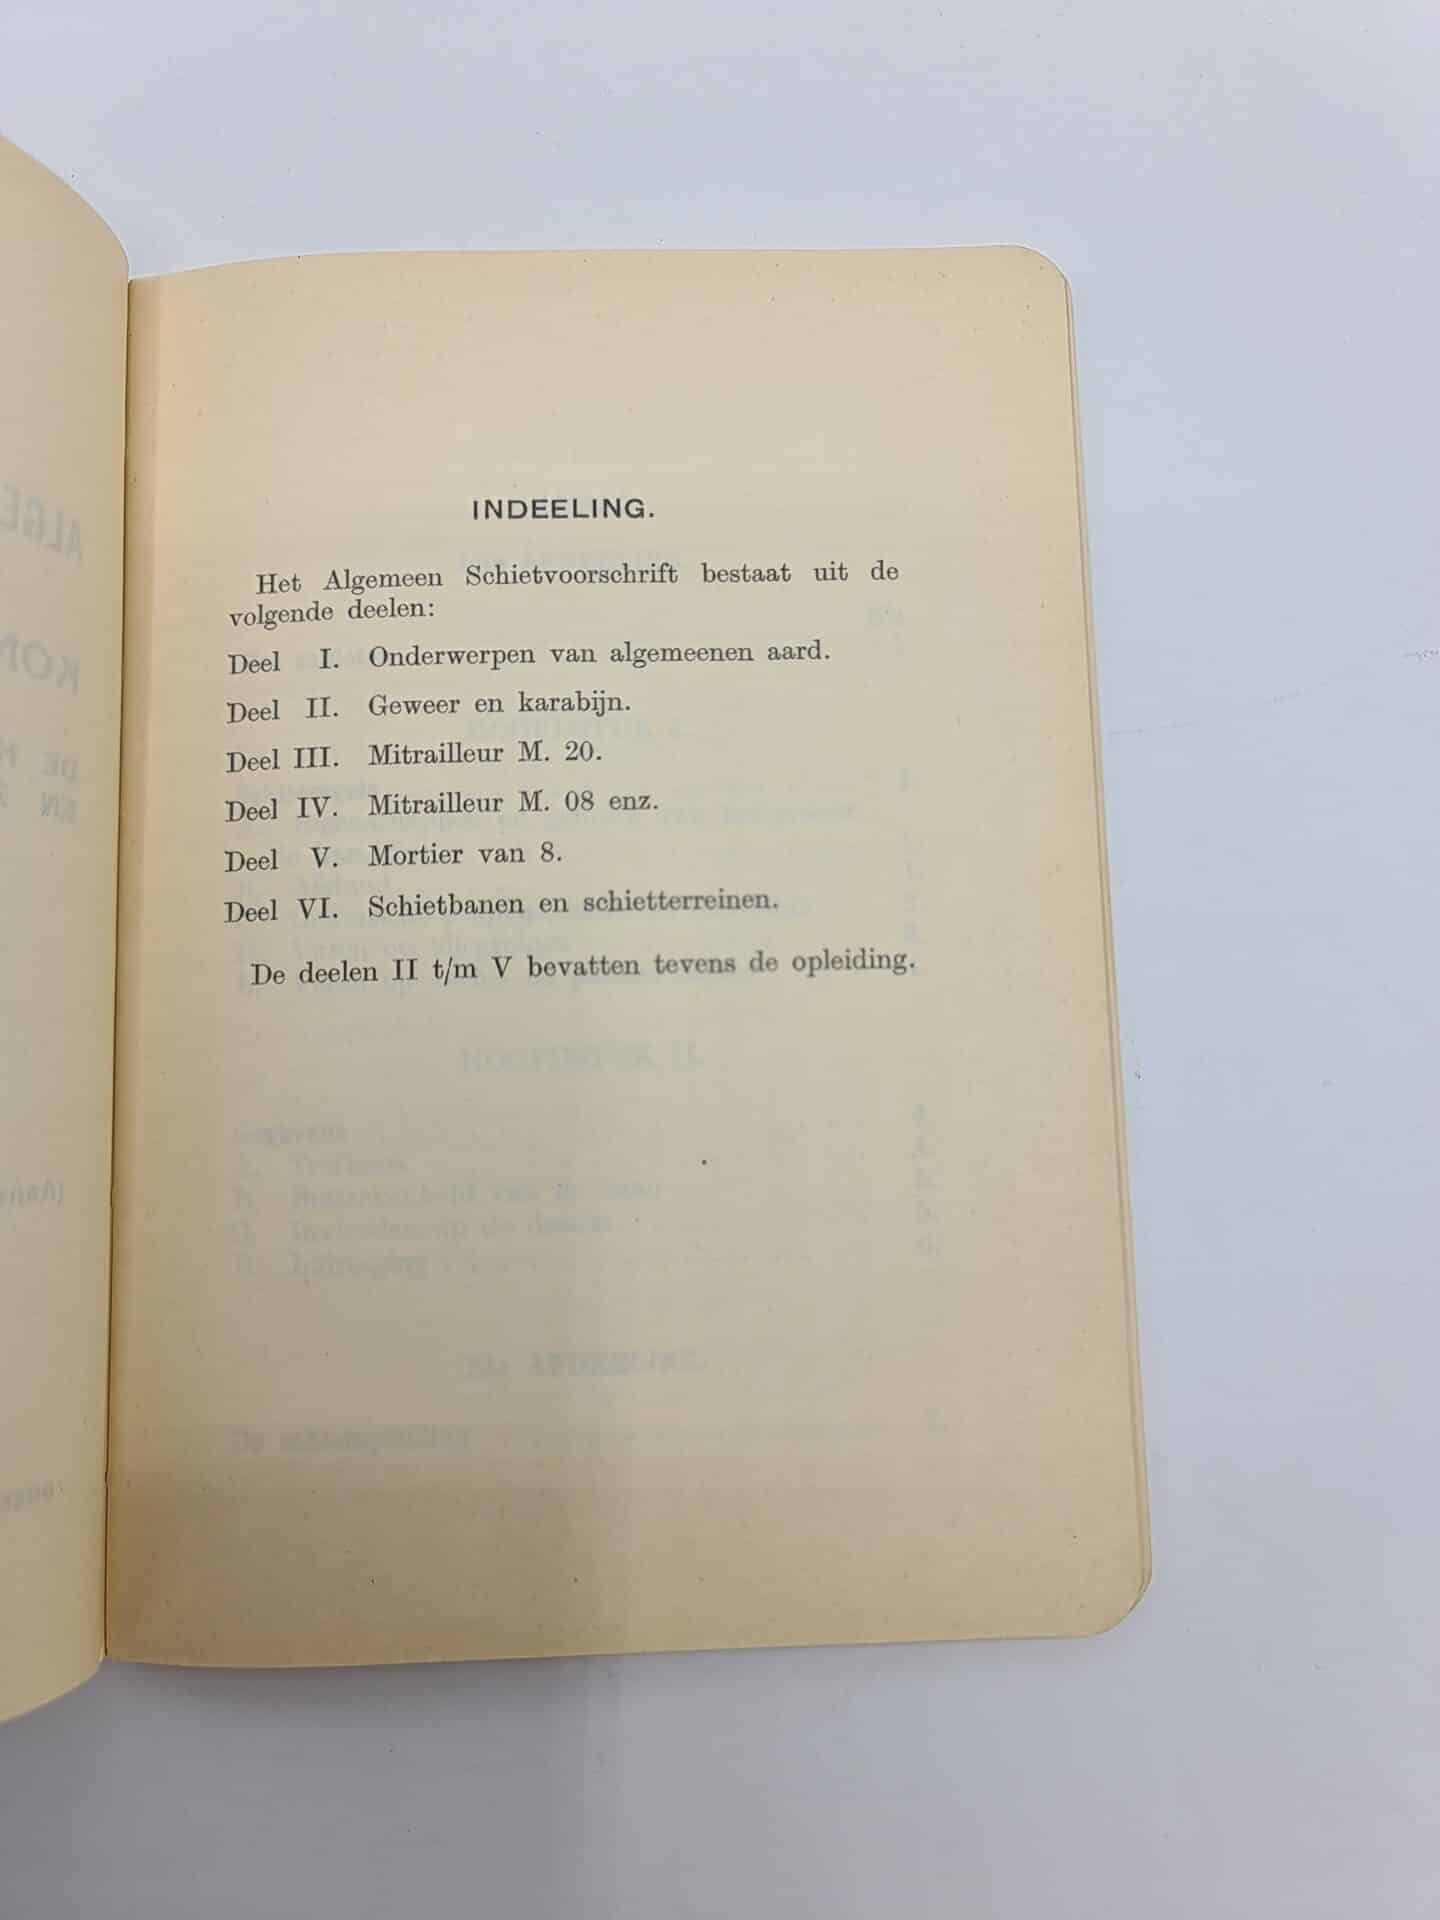 INDEELING.
Het Algemeen Schietvoorschrift bestaat uit de
volgende deelen:
Deel I. Onderwerpen van algemeenen aard.
Deel II. Geweer en karabijn.
Deel III. Mitrailleur M. 20.
Deel IV. Mitrailleur M. 08 enz.
Deel V. Mortier van 8.
Deel VI. Schietbanen en schietterreinen.
De deelen II t/m V bevatten tevens de opleiding.